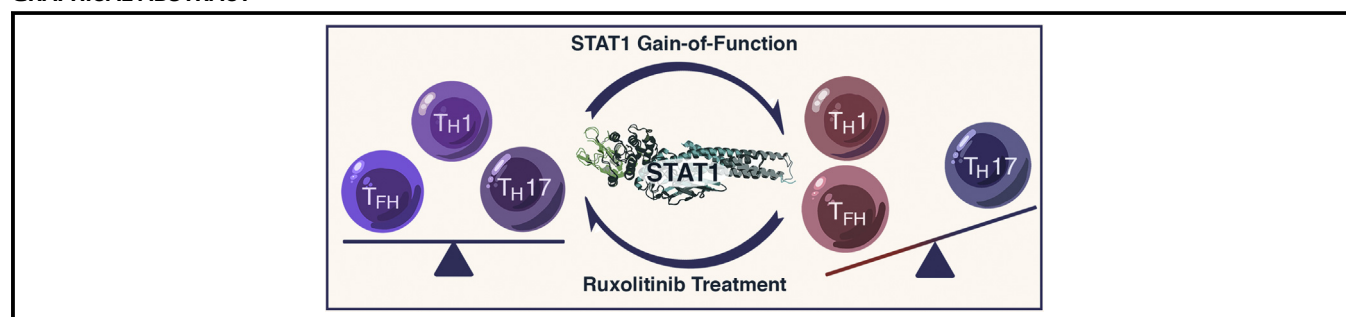 GRAPHICAL ABSTRACT
STAT1 Gain-of-Function
TH1
TFH
TH17
STAT1
TH1
TFH
TH17
Ruxolitinib Treatment